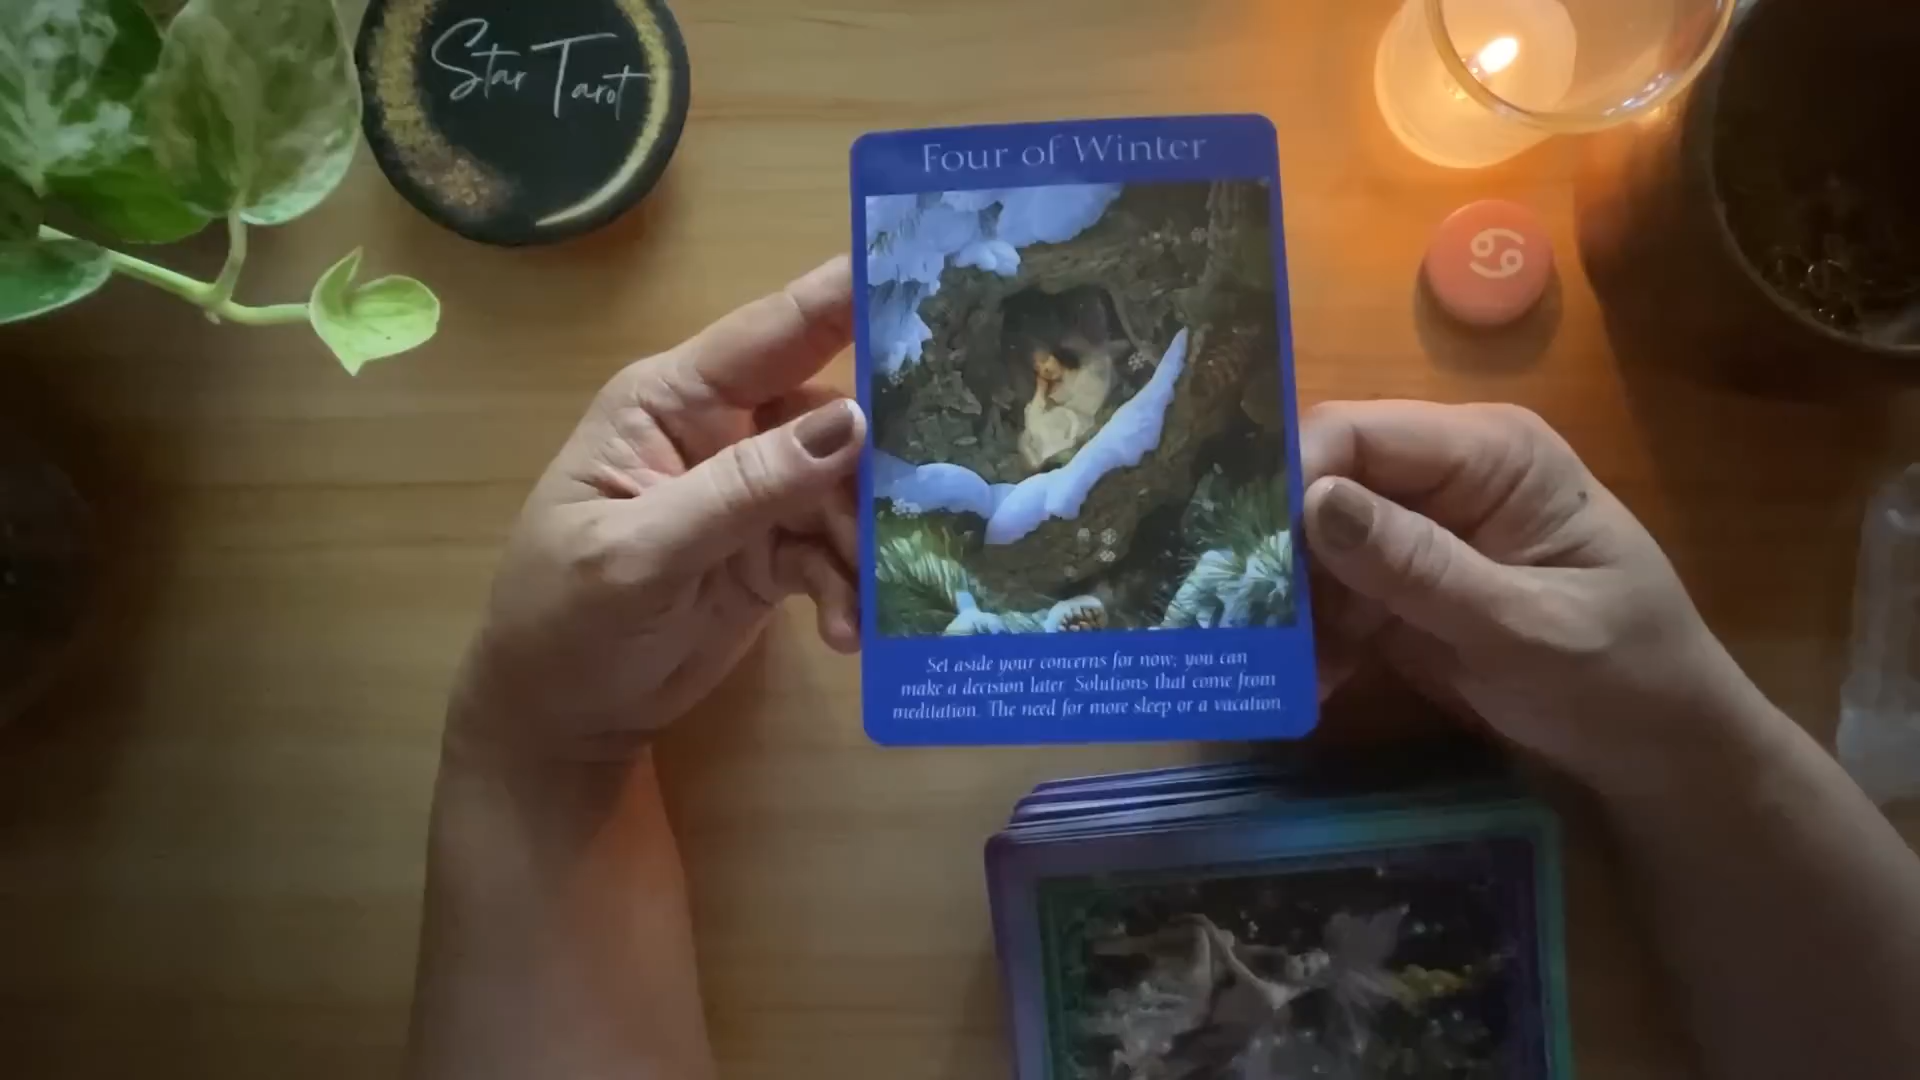 Star Tarot
Four of Winter
Set aside your concerns for now; you can
make a decision later. Solutions that come from
meditation. The need for more sleep or a vacation.